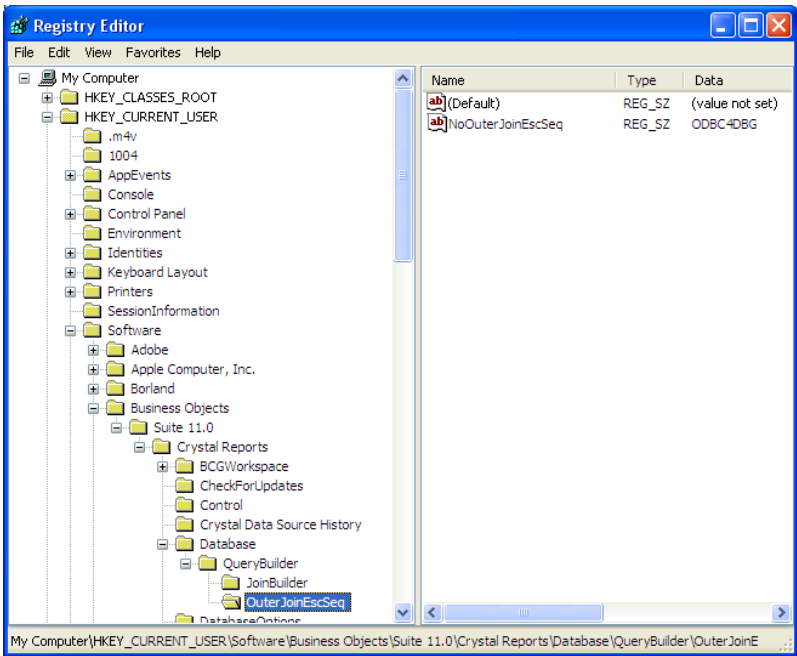 Registry Editor
File Edit View Favorites Help
My Computer
HKEY_CLASSES_ROOT
HKEY_CURRENT_USER
.m4v
1004
AppEvents
Console
Control Panel
Environment
Identities
Keyboard Layout
Printers
SessionInformation
Software
Adobe
Apple Computer, Inc.
Borland
Business Objects
Suite 11.0
Crystal Reports
BCGWorkspace
CheckForUpdates
Control
Crystal Data Source History
Database
QueryBuilder
JoinBuilder
OuterJoinEscSeq
DatabaseOptions
Name Type Data
ab (Default) REG_SZ (value not set)
ab NoOuterJoinEscSeq REG_SZ ODBC4DBG
My Computer\HKEY_CURRENT_USER\Software\Business Objects\Suite 11.0\Crystal Reports\Database\QueryBuilder\OuterJoinE